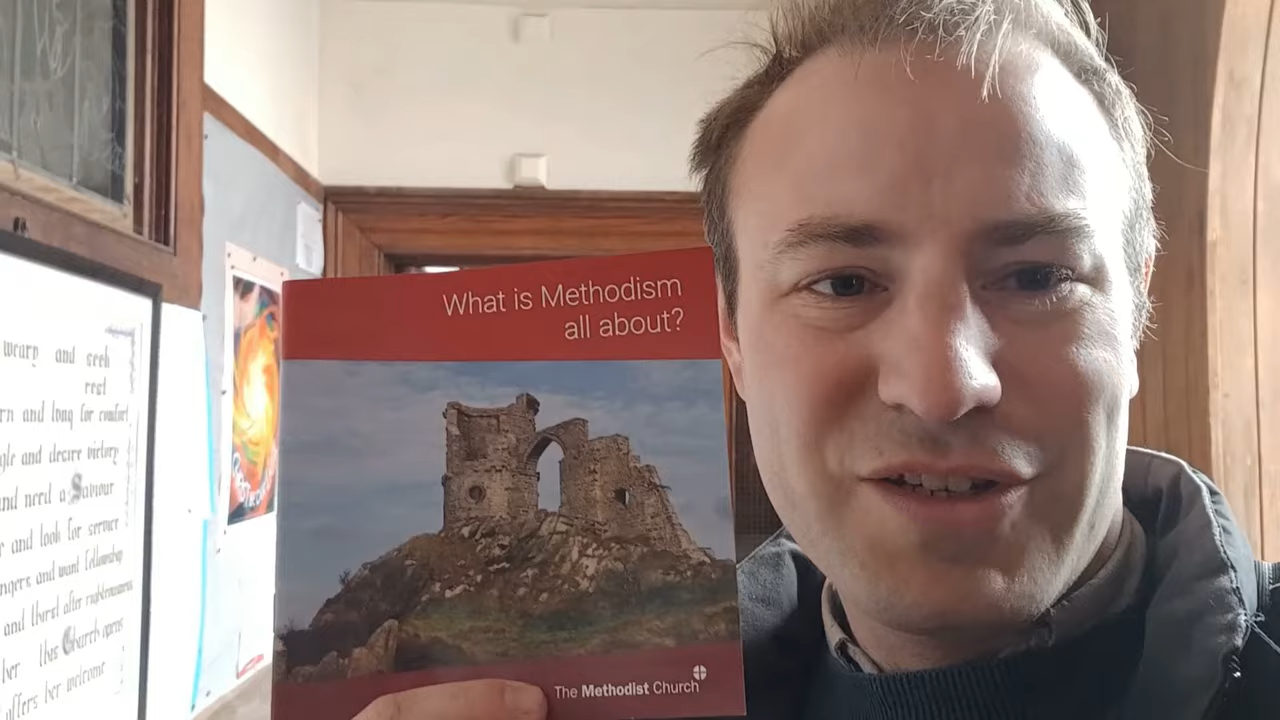 weary and seek
rest
and long for comfort
and desire victory
and need a Saviour
and look for service
and want fellowship
and thirst after righteousness
this Church opens
offers her welcome
What is Methodism
all about?
The Methodist Church